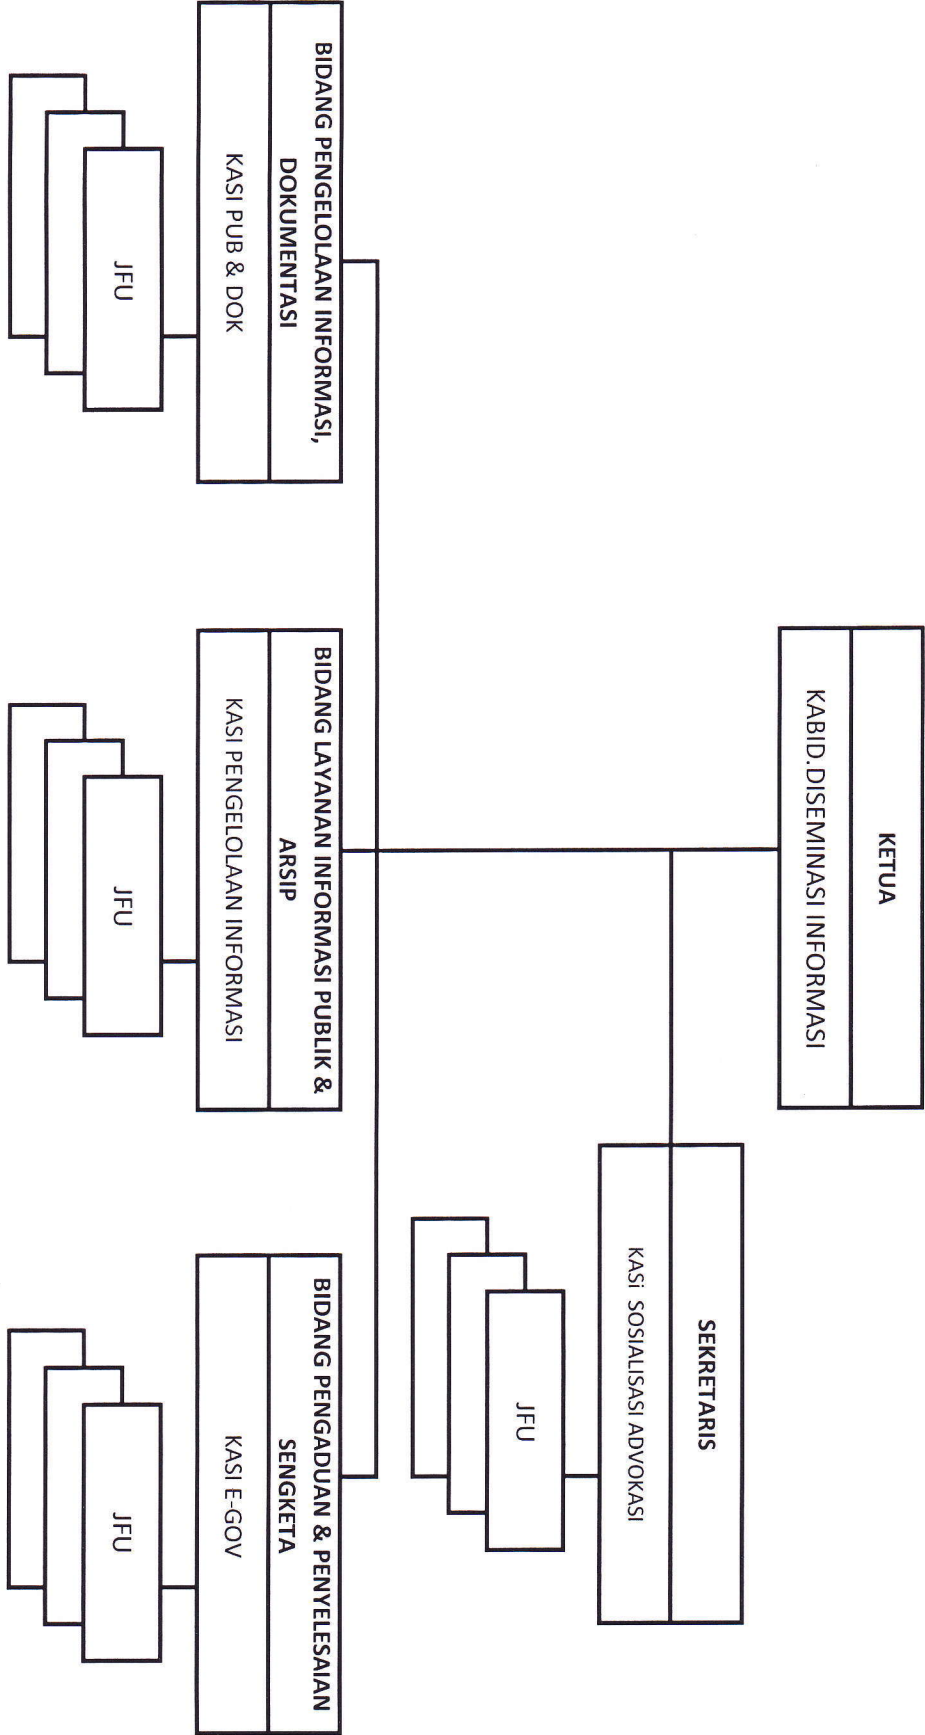 KETUA
KABID.DISEMINASI INFORMASI
SEKRETARIS
KASi SOSIALISASI ADVOKASI
JFU
BIDANG PENGELOLAAN INFORMASI,
DOKUMENTASI
KASI PUB & DOK
JFU
BIDANG LAYANAN INFORMASI PUBLIK &
ARSIP
KASI PENGELOLAAN INFORMASI
JFU
BIDANG PENGADUAN & PENYELESAIAN
SENGKETA
KASI E-GOV
JFU